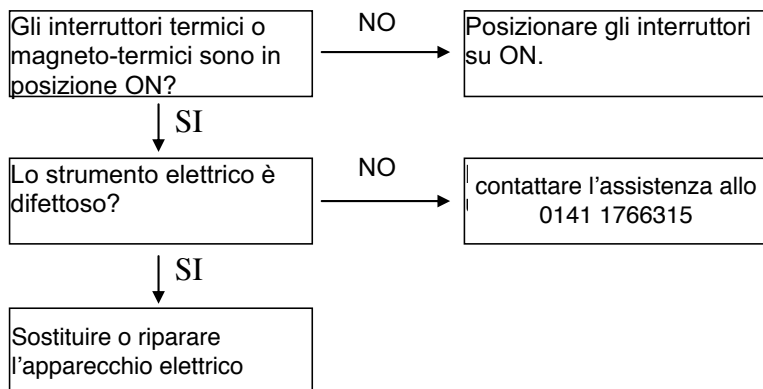 Gli interruttori termici o
magneto-termici sono in
posizione ON?
NO
Posizionare gli interruttori
su ON.
SI
Lo strumento elettrico è
difettoso?
NO
contattare l'assistenza allo
0141 1766315
SI
Sostituire o riparare
l'apparecchio elettrico